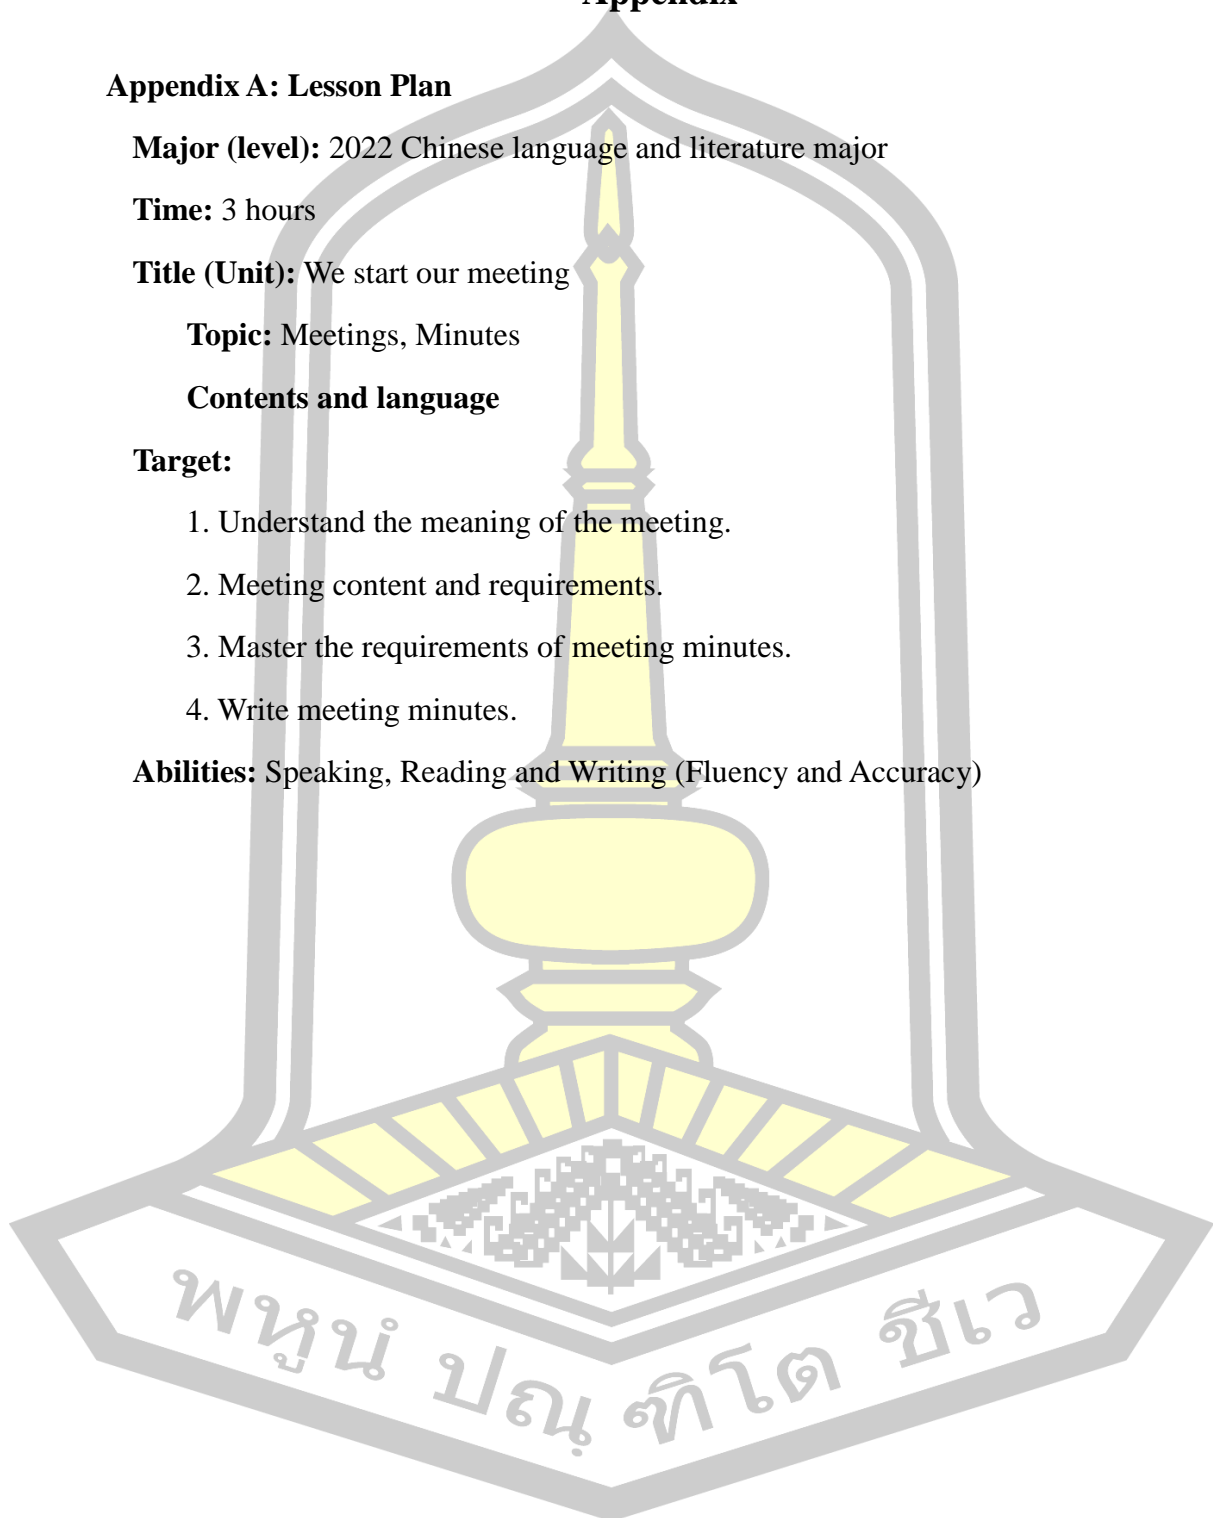 Appendix
Appendix A: Lesson Plan
Major (level): 2022 Chinese language and literature major
Time: 3 hours
Title (Unit): We start our meeting
Topic: Meetings, Minutes
Contents and language
Target:
1. Understand the meaning of the meeting.
2. Meeting content and requirements.
3. Master the requirements of meeting minutes.
4. Write meeting minutes.
Abilities: Speaking, Reading and Writing (Fluency and Accuracy)
พหูนํ ปณฺฑิโต ชีเว